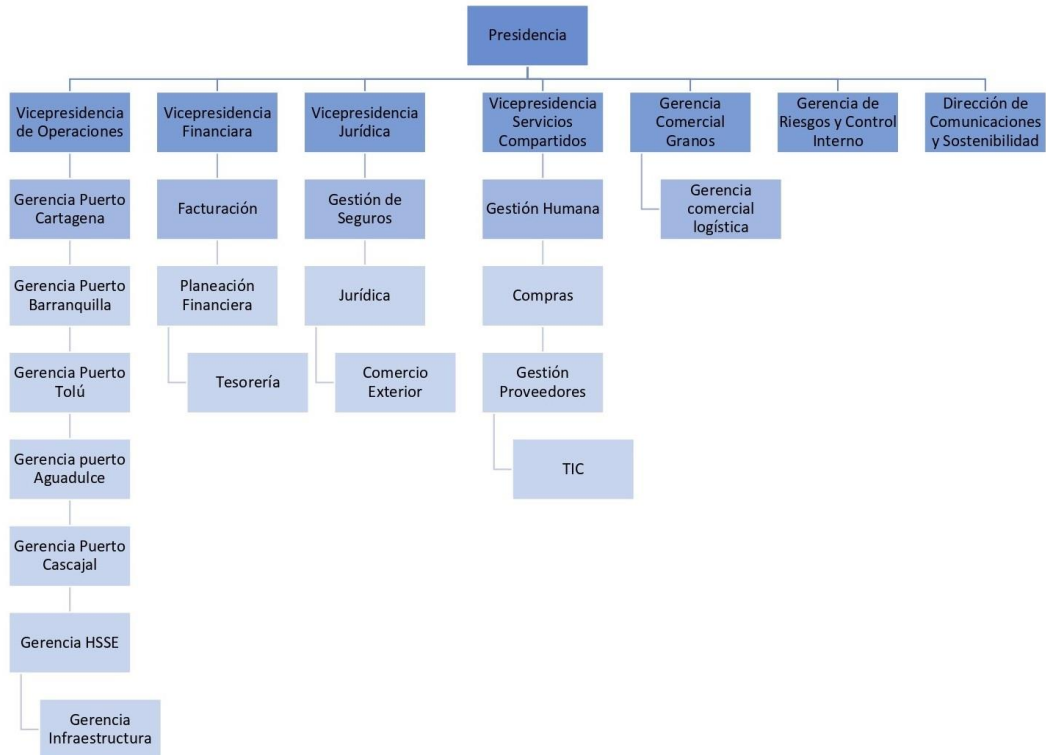 Presidencia
Vicepresidencia
de Operaciones
Vicepresidencia
Financiera
Vicepresidencia
Jurídica
Vicepresidencia
Servicios
Compartidos
Gerencia
Comercial
Granos
Gerencia de
Riesgos y Control
Interno
Dirección de
Comunicaciones
y Sostenibilidad
Gerencia Puerto
Cartagena
Facturación
Gestión de
Seguros
Gestión Humana
Gerencia
comercial
logística
Gerencia Puerto
Barranquilla
Planeación
Financiera
Jurídica
Compras
Gerencia Puerto
Tolú
Tesorería
Comercio
Exterior
Gestión
Proveedores
Gerencia puerto
Aguadulce
TIC
Gerencia Puerto
Cascajal
Gerencia HSSE
Gerencia
Infraestructura